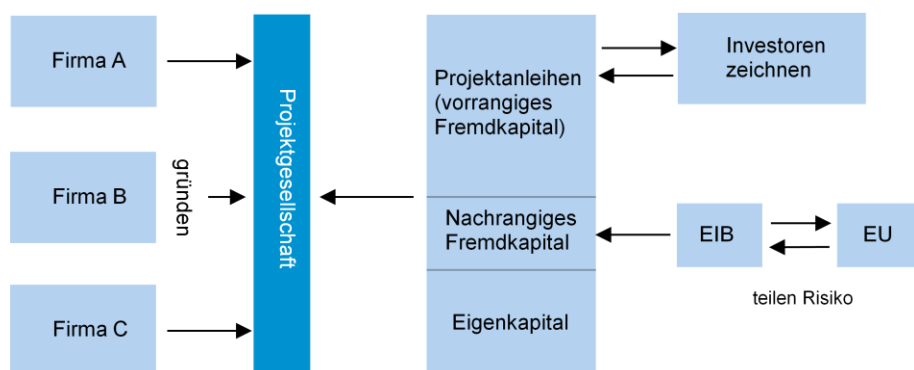 Firma A
Firma B
Firma C
gründen
Projektgesellschaft
Projektanleihen
(vorrangiges
Fremdkapital)
Nachrangiges
Fremdkapital
Eigenkapital
Investoren
zeichnen
EIB
EU
teilen Risiko